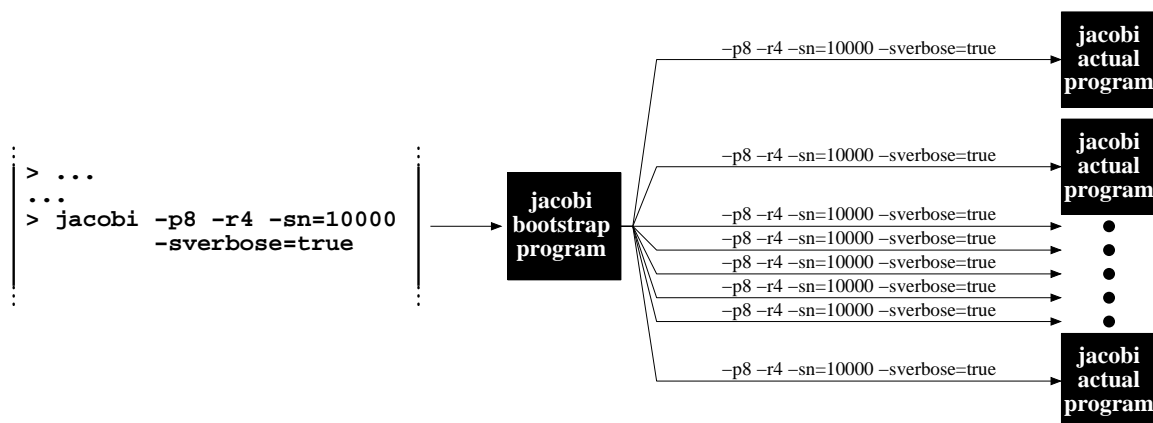 > ...
...
> jacobi −p8 −r4 −sn=10000
−sverbose=true
jacobi
bootstrap
program
−p8 −r4 −sn=10000 −sverbose=true
jacobi
actual
program
−p8 −r4 −sn=10000 −sverbose=true
jacobi
actual
program
−p8 −r4 −sn=10000 −sverbose=true
−p8 −r4 −sn=10000 −sverbose=true
−p8 −r4 −sn=10000 −sverbose=true
−p8 −r4 −sn=10000 −sverbose=true
−p8 −r4 −sn=10000 −sverbose=true
−p8 −r4 −sn=10000 −sverbose=true
jacobi
actual
program